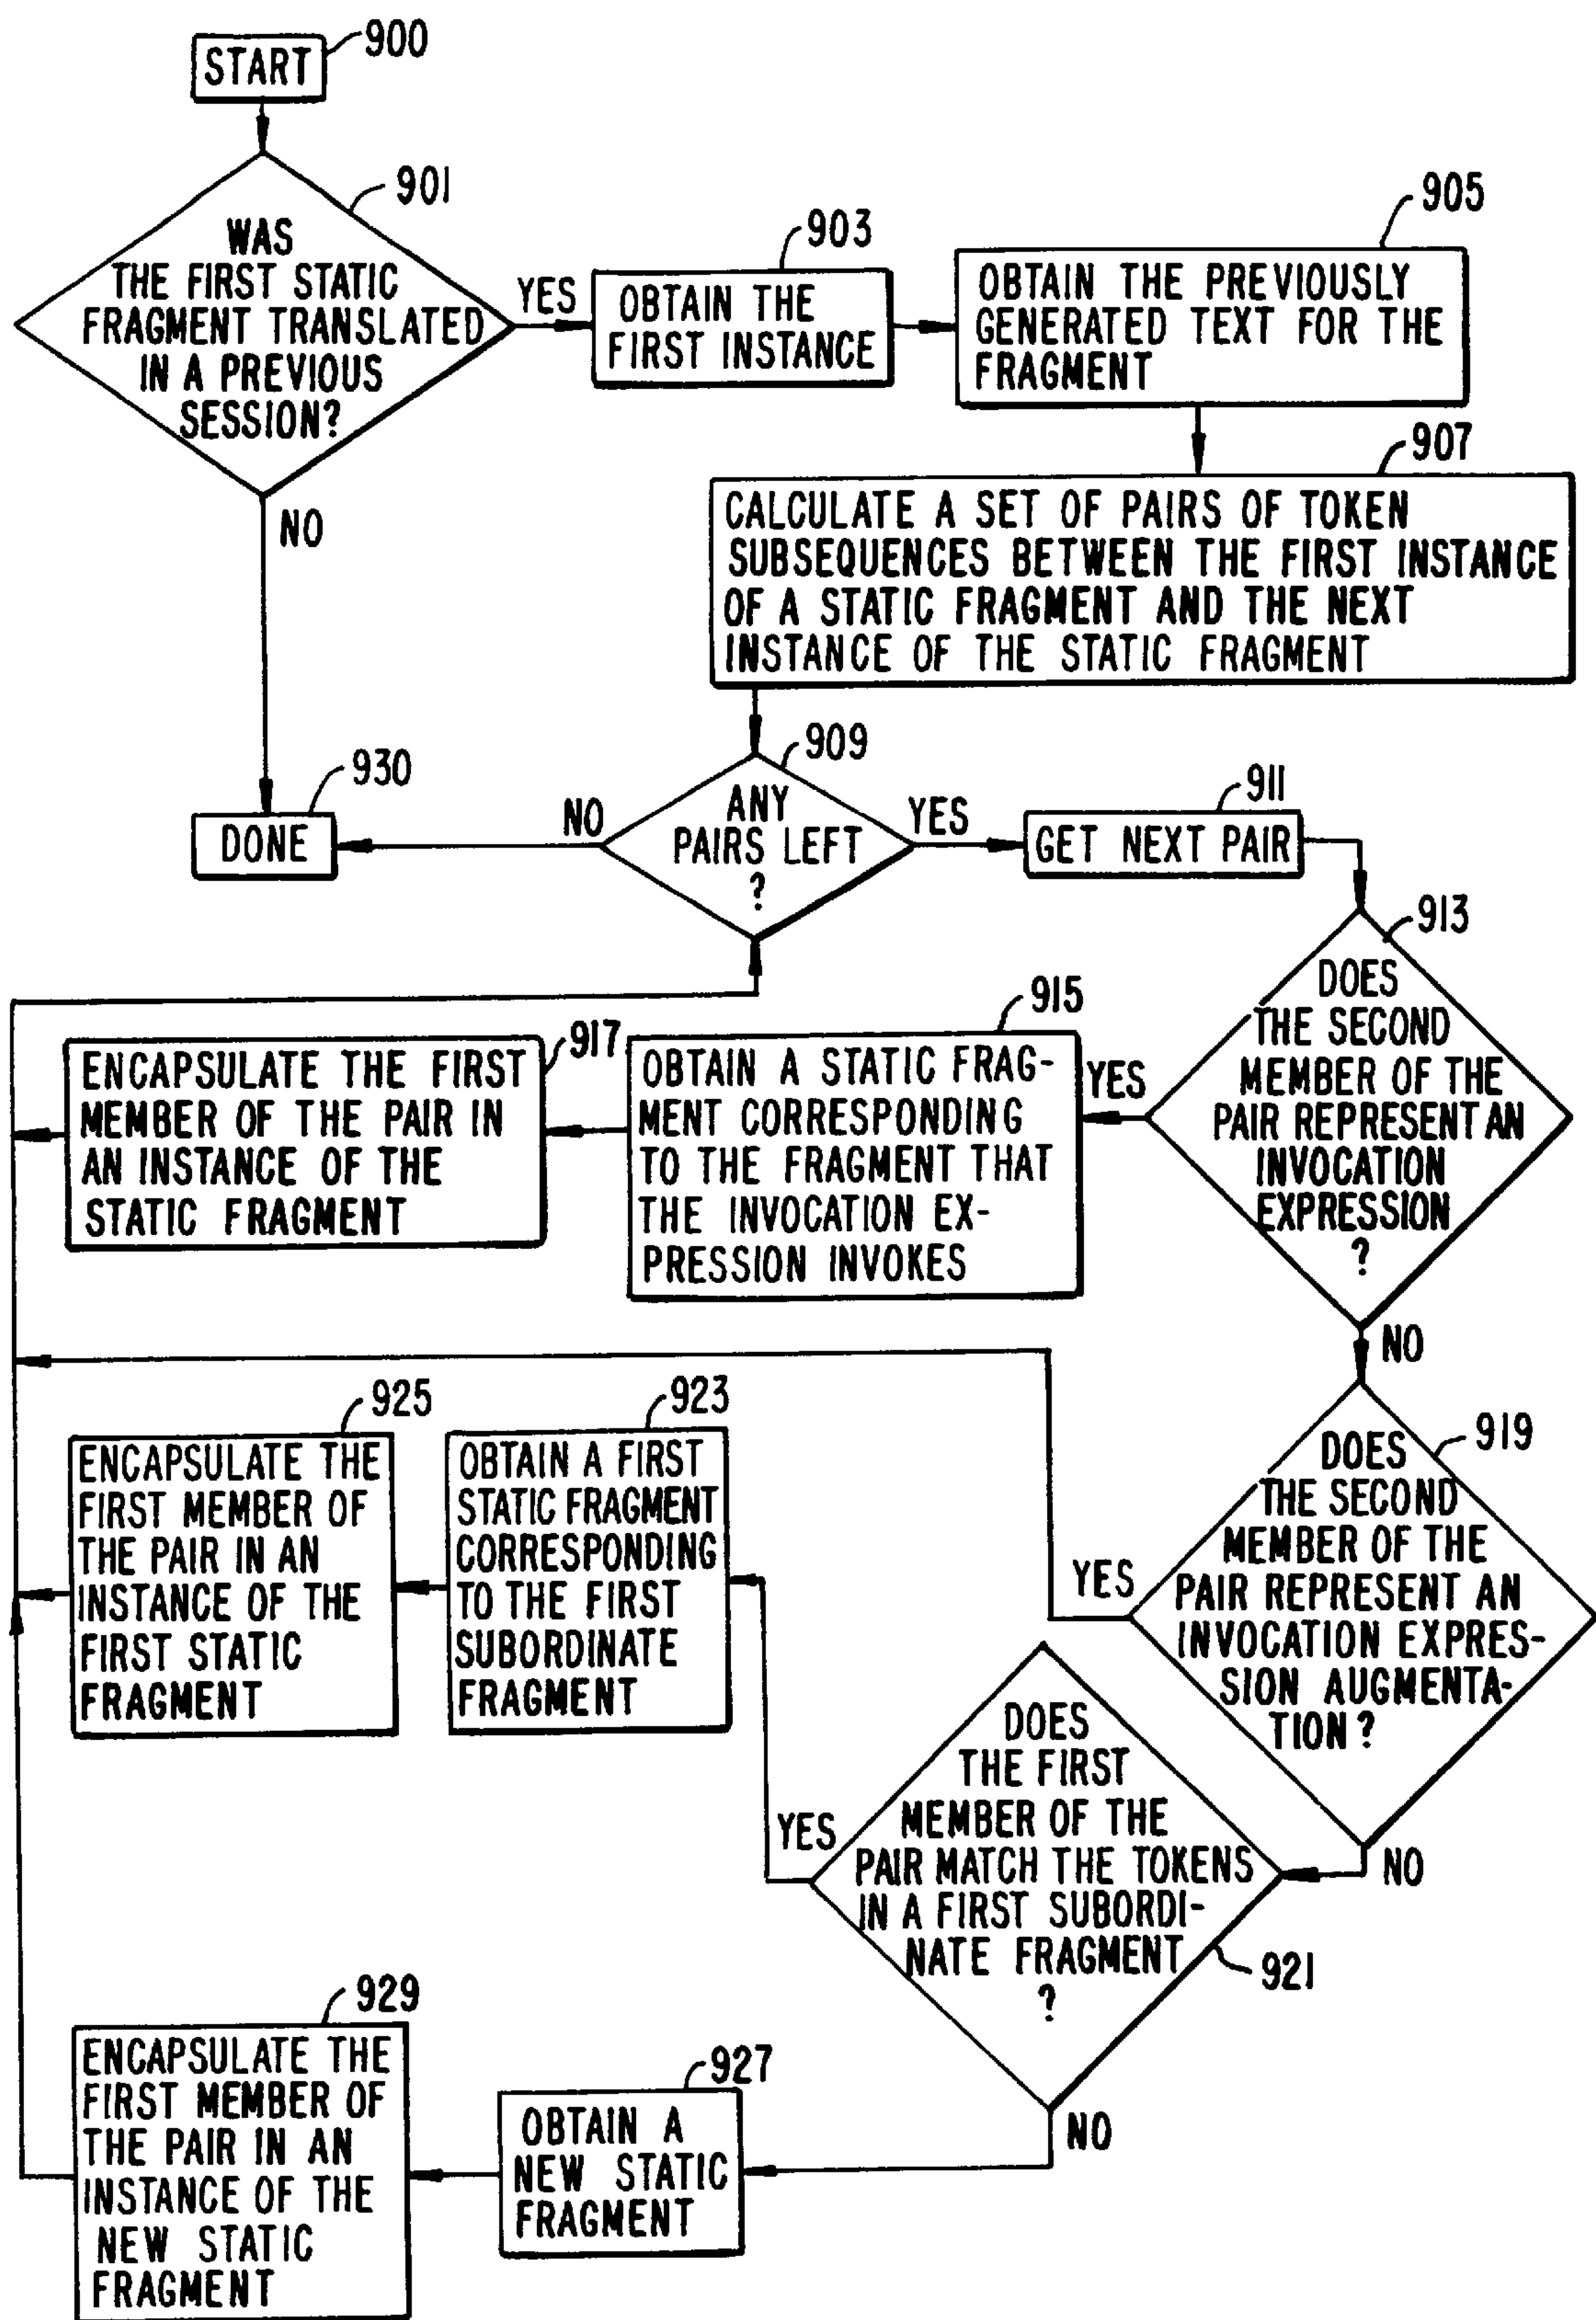 900
START
901
WAS
THE FIRST STATIC
FRAGMENT TRANSLATED
IN A PREVIOUS
SESSION?
YES
903
OBTAIN THE
FIRST INSTANCE
905
OBTAIN THE PREVIOUSLY
GENERATED TEXT FOR THE
FRAGMENT
NO
907
CALCULATE A SET OF PAIRS OF TOKEN
SUBSEQUENCES BETWEEN THE FIRST INSTANCE
OF A STATIC FRAGMENT AND THE NEXT
INSTANCE OF THE STATIC FRAGMENT
930
DONE
NO
909
ANY
PAIRS LEFT
?
YES
911
GET NEXT PAIR
913
DOES
THE SECOND
MEMBER OF THE
PAIR REPRESENT AN
INVOCATION
EXPRESSION
?
YES
915
OBTAIN A STATIC FRAG-
MENT CORRESPONDING
TO THE FRAGMENT THAT
THE INVOCATION EX-
PRESSION INVOKES
917
ENCAPSULATE THE FIRST
MEMBER OF THE PAIR IN
AN INSTANCE OF THE
STATIC FRAGMENT
NO
919
DOES
THE SECOND
MEMBER OF THE
PAIR REPRESENT AN
INVOCATION EXPRES-
SION AUGMENTA-
TION?
YES
NO
921
DOES
THE FIRST
MEMBER OF THE
PAIR MATCH THE TOKENS
IN A FIRST SUBORDI-
NATE FRAGMENT
?
YES
923
OBTAIN A FIRST
STATIC FRAGMENT
CORRESPONDING
TO THE FIRST
SUBORDINATE
FRAGMENT
925
ENCAPSULATE THE
FIRST MEMBER OF
THE PAIR IN AN
INSTANCE OF THE
FIRST STATIC
FRAGMENT
NO
927
OBTAIN A
NEW STATIC
FRAGMENT
929
ENCAPSULATE THE
FIRST MEMBER OF
THE PAIR IN AN
INSTANCE OF THE
NEW STATIC
FRAGMENT